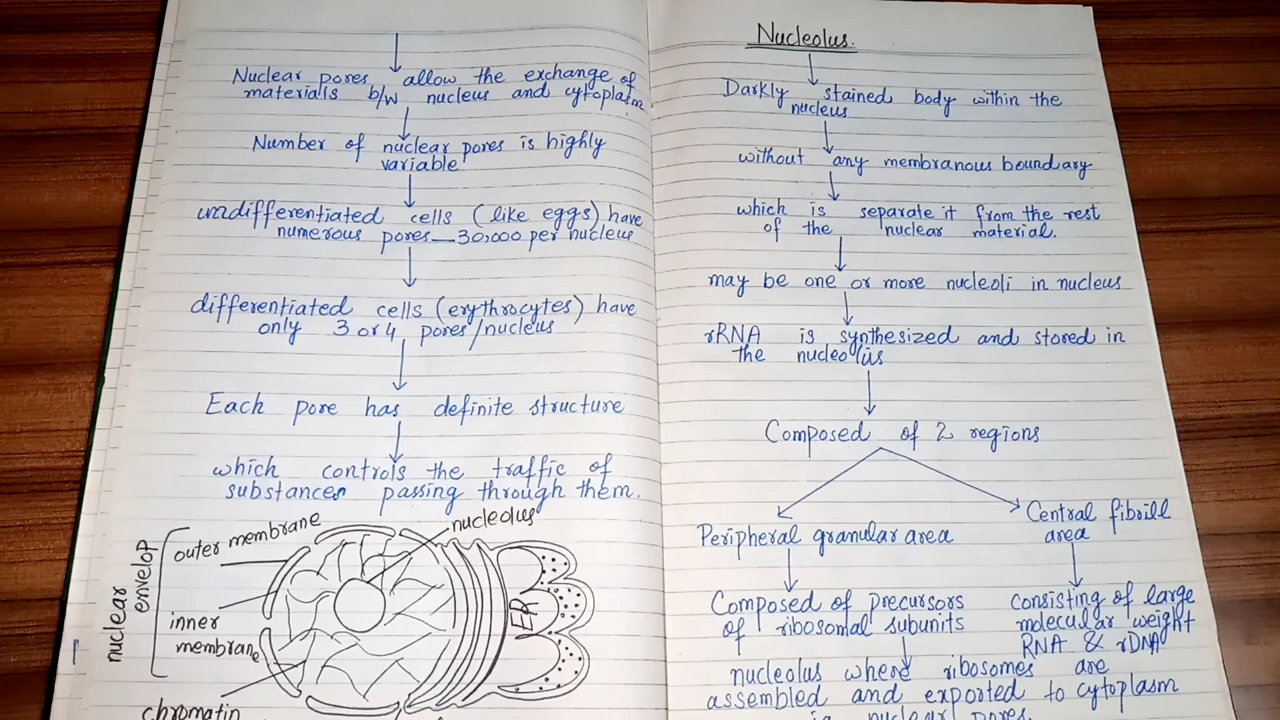 Nuclear pores allow the exchange of
materials b/w nucleus and cytoplasm
Number of nuclear pores is highly
variable
undifferentiated cells (like eggs) have
numerous pores—30,000 per nucleus
differentiated cells (erythrocytes) have
only 3 or 4 pores/nucleus
Each pore has definite structure
which controls the traffic of
substances passing through them.
nuclear envelop
outer membrane
inner
membrane
chromatin
nucleolus
ER
Nucleolus.
Darkly stained body within the
nucleus
without any membranous boundary
which is separate it from the rest
of the nuclear material.
may be one or more nucleoli in nucleus
rRNA is synthesized and stored in
the nucleolus
Composed of 2 regions
Peripheral granular area
Composed of precursors
of ribosomal subunits
Central fibrill
area
consisting of large
molecular weight
RNA & rDNA
nucleolus where ribosomes are
assembled and exported to cytoplasm
nuclear pores.